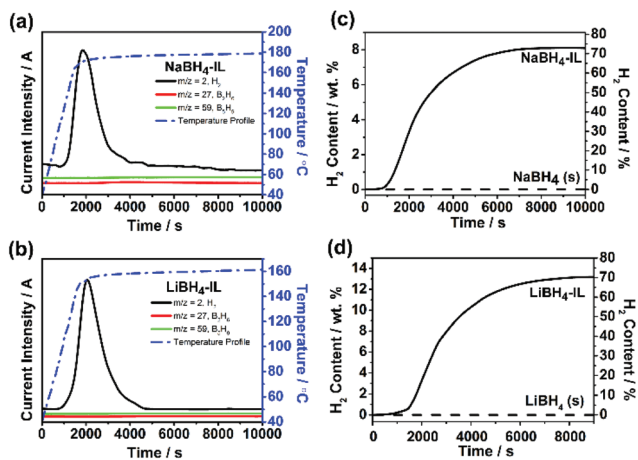 (a)
Current Intensity / A
NaBH4-IL
m/z = 2, H2
m/z = 27, B2H6
m/z = 59, B5H9
Temperature Profile
180
160
140
120
100
80
60
40
200
Temperature / °C
0 2000 4000 6000 8000 10000
Time / s
(c)
H2 Content / wt. %
8
6
4
2
0
NaBH4-IL
NaBH4 (s)
80
70
60
50
40
30
20
10
0
H2 Content / %
0 2000 4000 6000 8000 10000
Time / s
(b)
Current Intensity / A
LiBH4-IL
m/z = 2, H2
m/z = 27, B2H6
m/z = 59, B5H9
Temperature Profile
160
140
120
100
80
60
40
Temperature / °C
0 2000 4000 6000 8000 10000
Time / s
(d)
H2 Content / wt. %
14
12
10
8
6
4
2
0
LiBH4-IL
LiBH4 (s)
80
70
60
50
40
30
20
10
0
H2 Content / %
0 2000 4000 6000 8000
Time / s